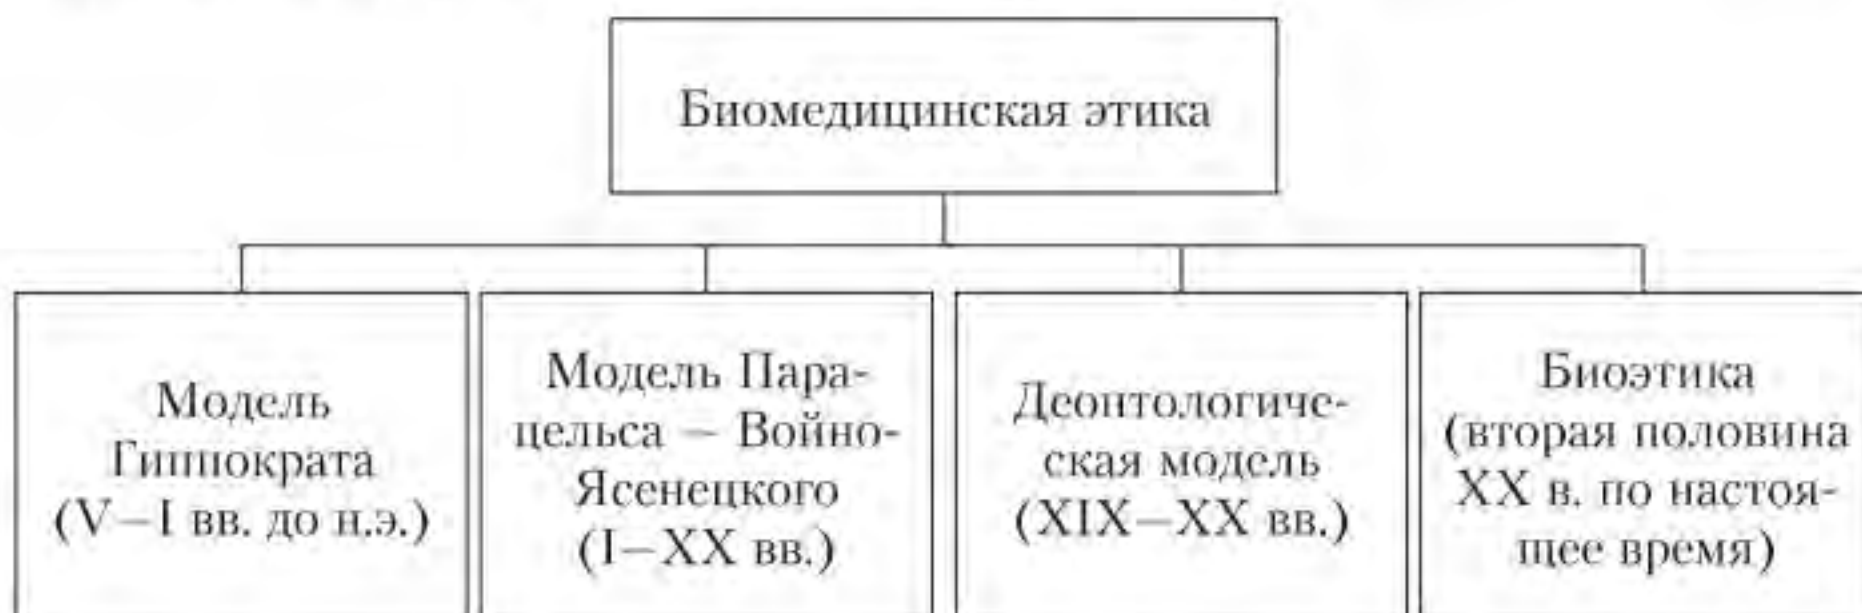 Биомедицинская этика
Модель
Гиппократа
(V–I вв. до н.э.)
Модель Пара-
цельса – Войно-
Ясенецкого
(I–XX вв.)
Деонтологиче-
ская модель
(XIX–XX вв.)
Биоэтика
(вторая половина
XX в. по настоя-
щее время)